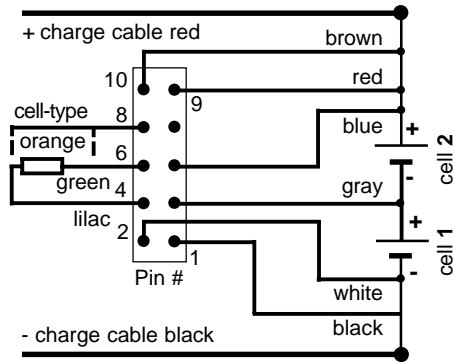 + charge cable red
brown
10
red
9
cell-type
8
blue
+
orange
6
cell 2
green
-
4
gray
lilac
+
2
cell 1
1
-
Pin #
white
black
- charge cable black